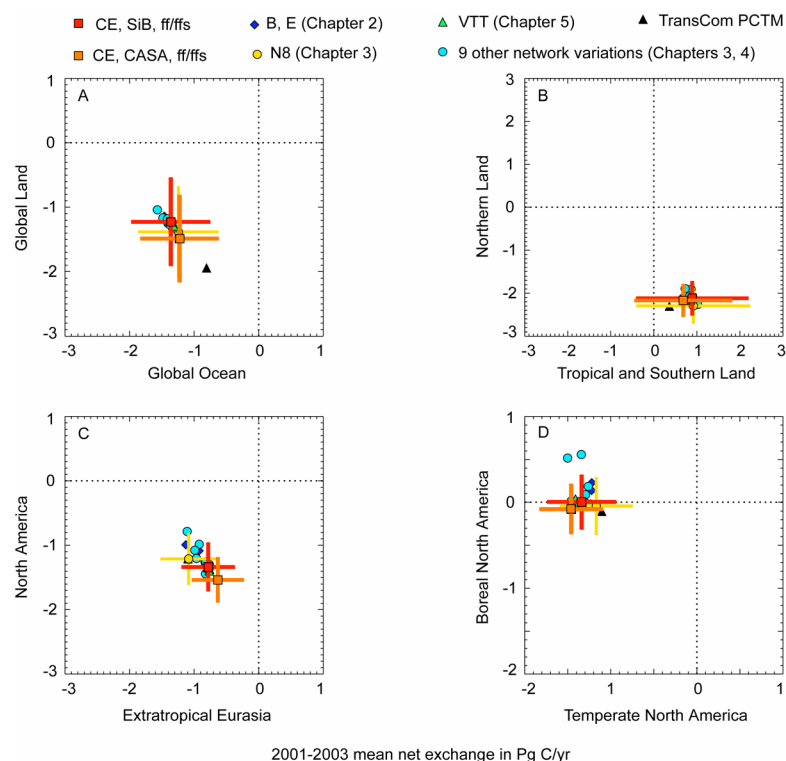 CE, SiB, ff/ffs
B, E (Chapter 2)
VTT (Chapter 5)
TransCom PCTM
CE, CASA, ff/ffs
N8 (Chapter 3)
9 other network variations (Chapters 3, 4)
A
1
0
-1
-2
-3
Global Land
-3 -2 -1 0 1
Global Ocean
B
3
2
1
0
-1
-2
-3
Northern Land
-3 -2 -1 0 1 2 3
Tropical and Southern Land
C
1
0
-1
-2
-3
North America
-3 -2 -1 0 1
Extratropical Eurasia
D
1
0
-1
-2
Boreal North America
-2 1 0 1
Temperate North America
2001-2003 mean net exchange in Pg C/yr